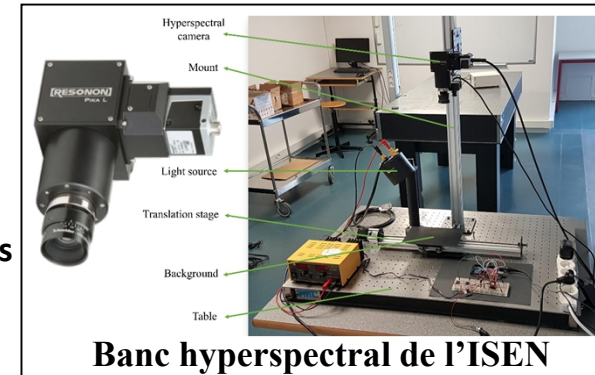 Hyperspectral
camera
Mount
[RESONON]
PIKA L
Light source
Translation stage
s
Background
Table
Banc hyperspectral de l'ISEN